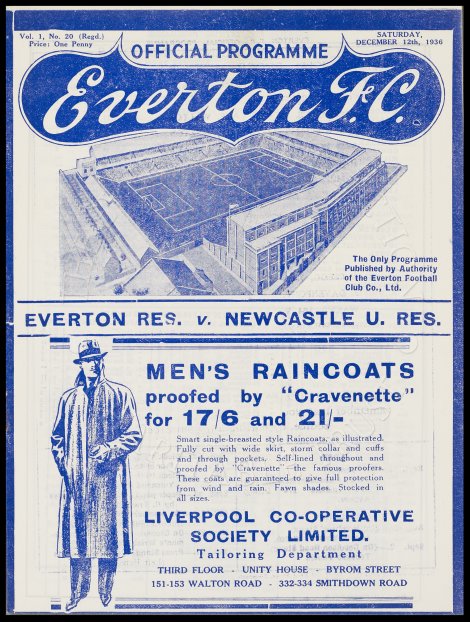 Vol. 1, No. 20 (Regd.)
Price: One Penny
SATURDAY,
DECEMBER 12th, 1936
OFFICIAL PROGRAMME
Everton F.C.
The Only Programme
Published by Authority
of the Everton Football
Club Co., Ltd.
EVERTON RES. v. NEWCASTLE U. RES.
MEN'S RAINCOATS
proofed by "Cravenette"
for 17/6 and 21/-
Smart single-breasted style Raincoats, as illustrated.
Fully cut with wide skirt, storm collar and cuffs
and through pockets. Self-lined throughout and
proofed by "Cravenette"—the famous proofers.
These coats are guaranteed to give full protection
from wind and rain. Fawn shades. Stocked in
all sizes.
LIVERPOOL CO-OPERATIVE
SOCIETY LIMITED.
Tailoring Department
THIRD FLOOR - UNITY HOUSE - BYROM STREET
151-153 WALTON ROAD - 332-334 SMITHDOWN ROAD